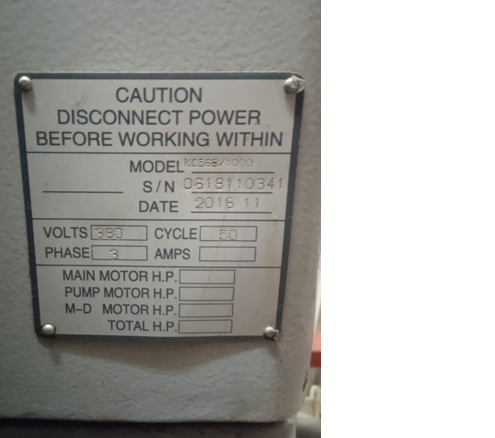 CAUTION
DISCONNECT POWER
BEFORE WORKING WITHIN
MODEL
S/N 0618110341
DATE 2018 11
VOLTS 380 CYCLE 50
PHASE 3 AMPS
MAIN MOTOR H.P.
PUMP MOTOR H.P.
M-D MOTOR H.P.
TOTAL H.P.